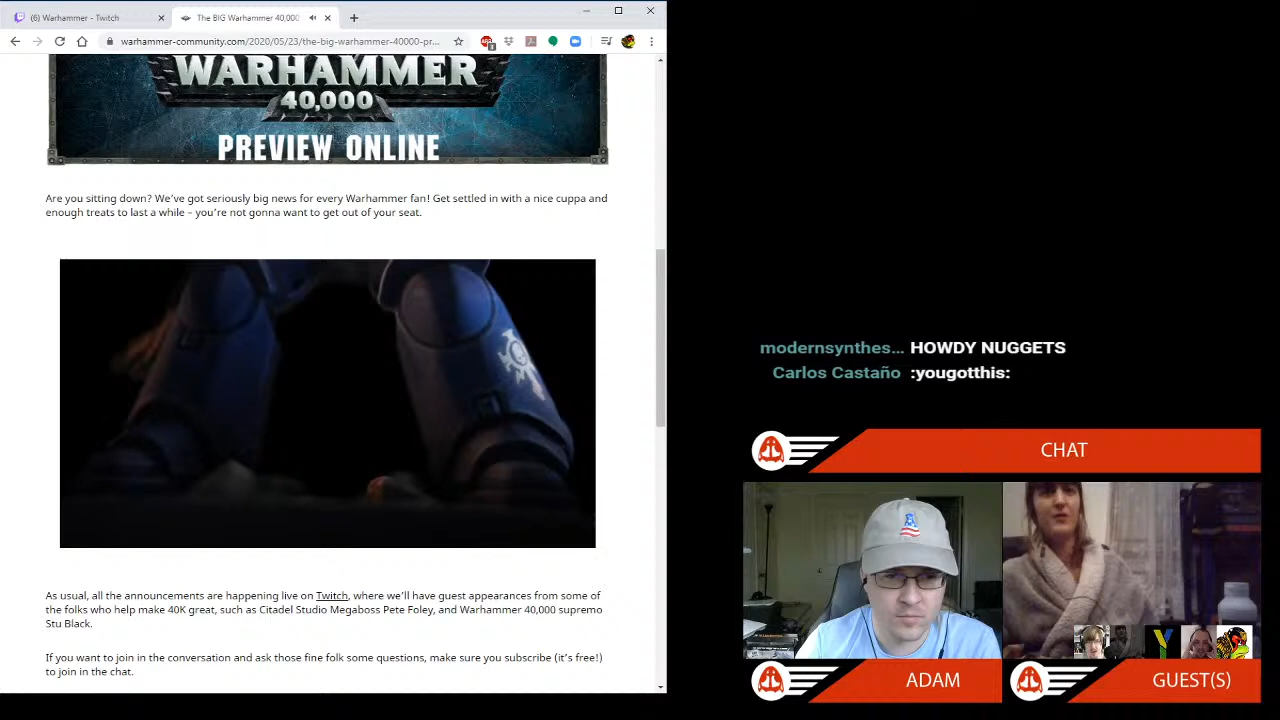 (6) Warhammer - Twitch
The BIG Warhammer 40,000
warhammer-community.com/2020/05/23/the-big-warhammer-40000-pr...
WARHAMMER
40,000
PREVIEW ONLINE
Are you sitting down? We've got seriously big news for every Warhammer fan! Get settled in with a nice cuppa and
enough treats to last a while – you're not gonna want to get out of your seat.
As usual, all the announcements are happening live on Twitch, where we'll have guest appearances from some of
the folks who help make 40K great, such as Citadel Studio Megaboss Pete Foley, and Warhammer 40,000 supremo
Stu Black.
If you want to join in the conversation and ask those fine folk some questions, make sure you subscribe (it's free!)
to join in the chat.
modernsynthes... HOWDY NUGGETS
Carlos Castaño :yougotthis:
CHAT
ADAM
GUEST(S)